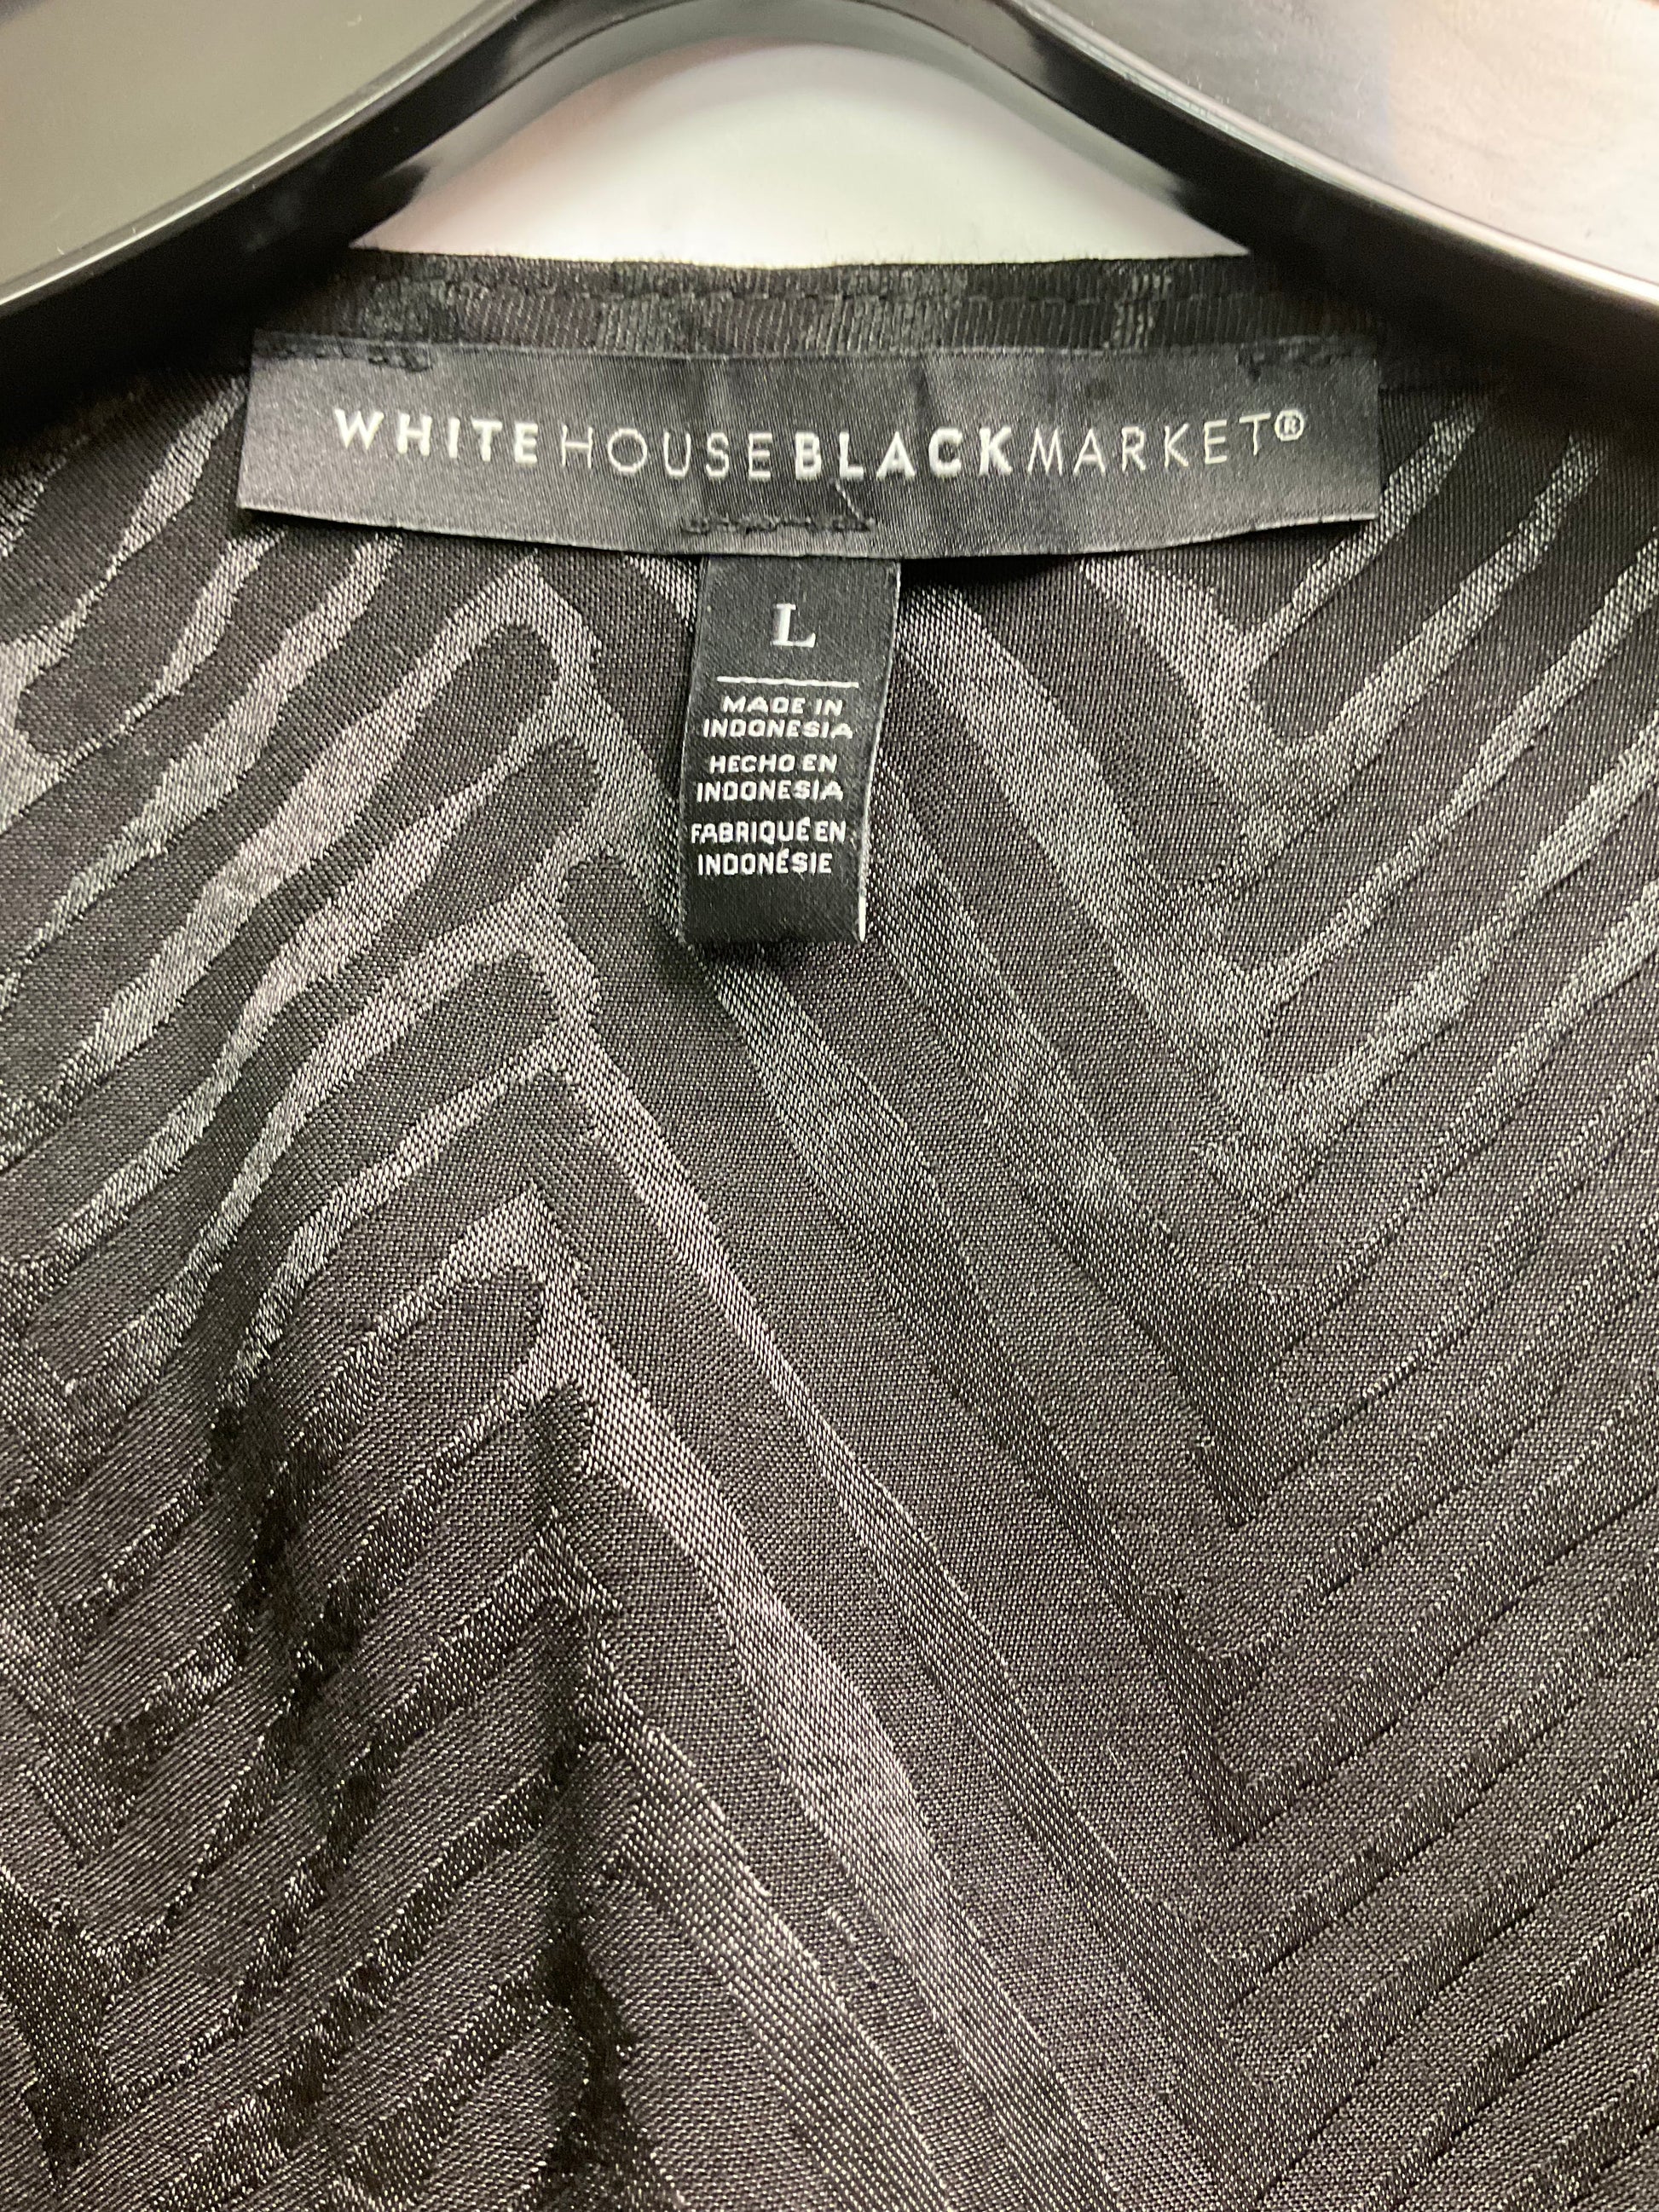 WHITEHOUSEBLACKMARKET®
L
MADE IN
INDONESIA
HECHO EN
INDONESIA
FABRIQUÉ EN
INDONÉSIE